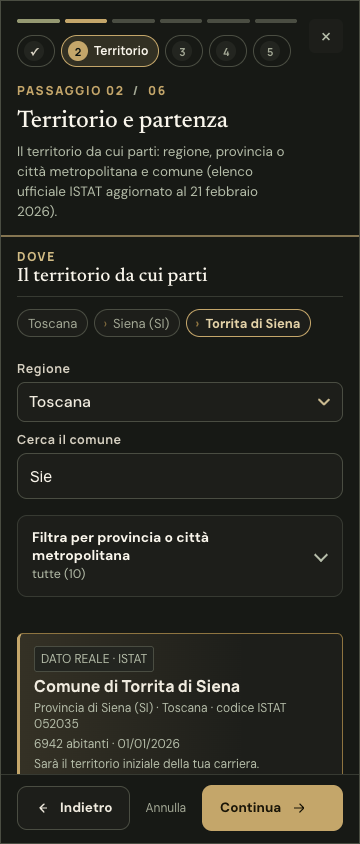 ✓ 2 Territorio 3 4 5 ×
PASSAGGIO 02 / 06
Territorio e partenza
Il territorio da cui parti: regione, provincia o
città metropolitana e comune (elenco
ufficiale ISTAT aggiornato al 21 febbraio
2026).
DOVE
Il territorio da cui parti
Toscana › Siena (SI) › Torrita di Siena
Regione
Toscana
Cerca il comune
Sie
Filtra per provincia o città
metropolitana
tutte (10)
DATO REALE · ISTAT
Comune di Torrita di Siena
Provincia di Siena (SI) · Toscana · codice ISTAT
052035
6942 abitanti · 01/01/2026
Sarà il territorio iniziale della tua carriera.
← Indietro Annulla Continua →